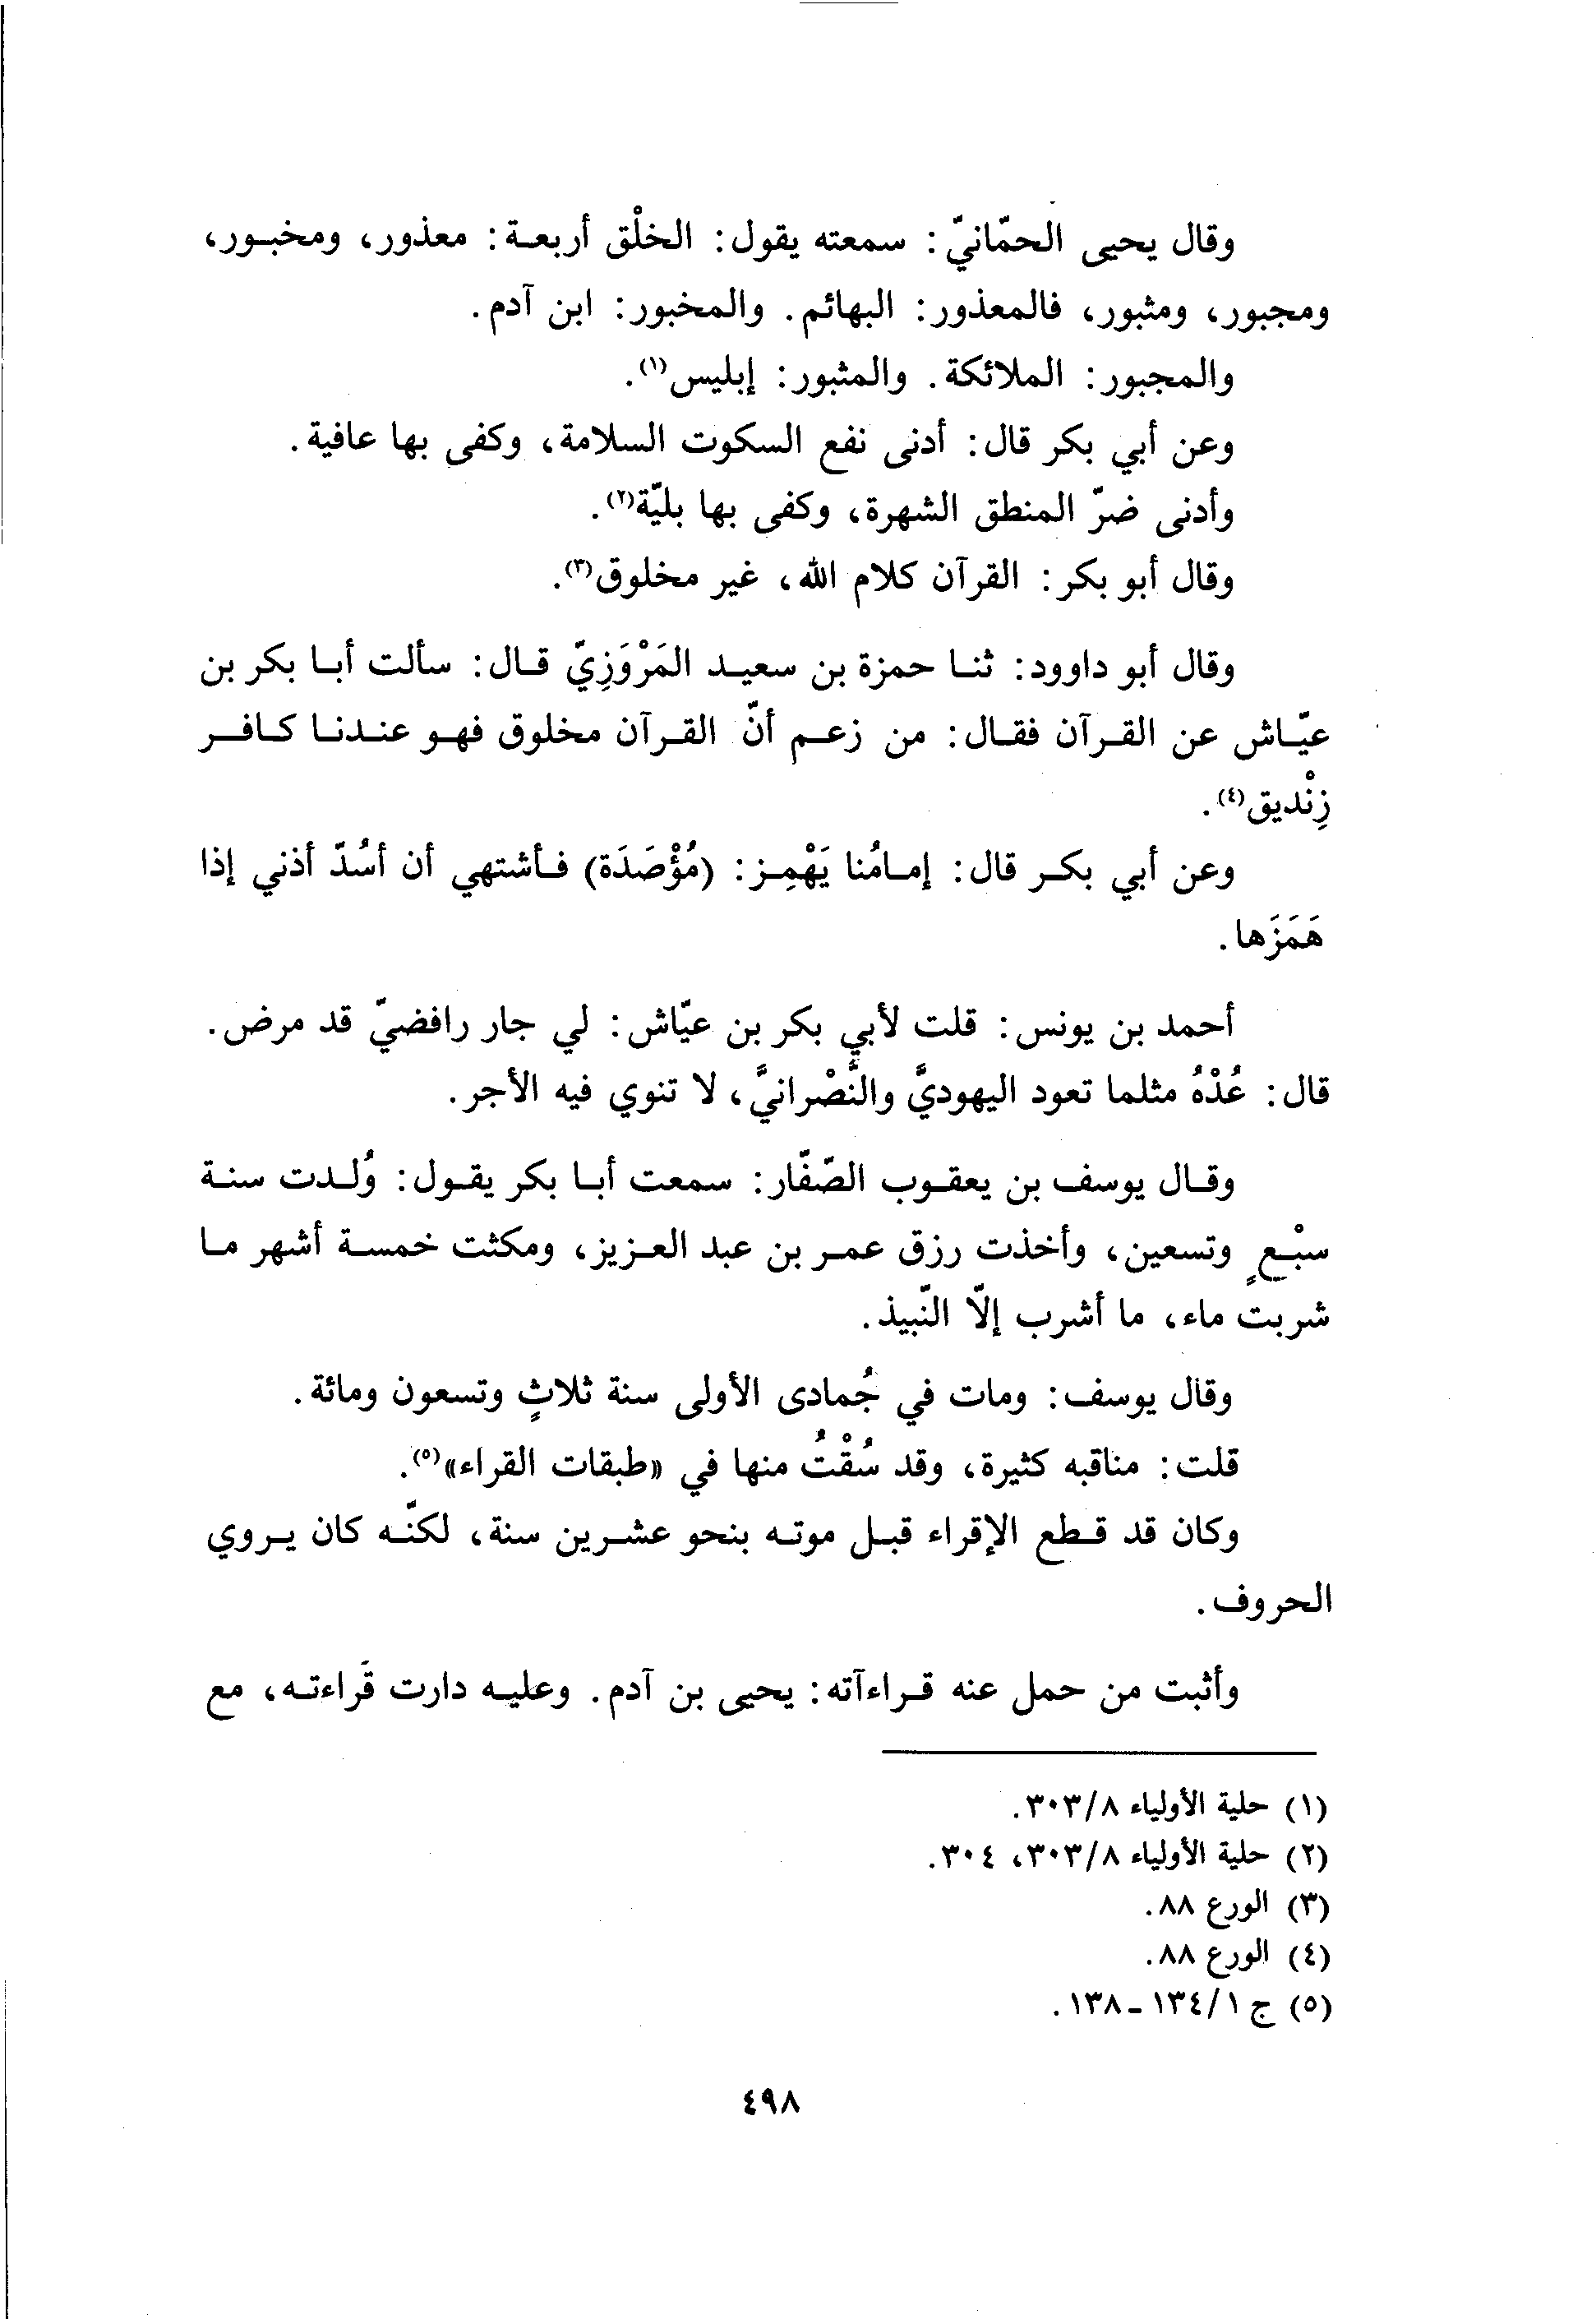 وقال يحيى الحمّانيّ: سمعته يقول: الخلْق أربعة: معذور، ومخبور،
ومجبور، ومثبور، فالمعذور: البهائم. والمخبور: ابن آدم.
والمجبور: الملائكة. والمثبور: إبليس(١).
وعن أبي بكر قال: أدنى نفع السكوت السلامة، وكفى بها عافية.
وأدنى ضرّ المنطق الشهرة، وكفى بها بليّة(٢).
وقال أبو بكر: القرآن كلام الله، غير مخلوق(٣).
وقال أبو داوود: ثنا حمزة بن سعيد المَرْوَزِيّ قال: سألت أبا بكر بن
عيّاش عن القرآن فقال: من زعم أنّ القرآن مخلوق فهو عندنا كافر
زِنْديق(٤).
وعن أبي بكر قال: إمامُنا يَهْمِز: (مُؤْصَدَة) فأشتهي أن أسُدّ أذني إذا
هَمَزَها.
أحمد بن يونس: قلت لأبي بكر بن عيّاش: لي جار رافضيّ قد مرض.
قال: عُدْهُ مثلما تعود اليهوديَّ والنَّصْرانيَّ، لا تنوي فيه الأجر.
وقال يوسف بن يعقوب الصّفّار: سمعت أبا بكر يقول: وُلدت سنة
سبْعٍ وتسعين، وأخذت رزق عمر بن عبد العزيز، ومكثت خمسة أشهر ما
شربت ماء، ما أشرب إلّا النّبيذ.
وقال يوسف: ومات في جُمادى الأولى سنة ثلاثٍ وتسعون ومائة.
قلت: مناقبه كثيرة، وقد سُقْتُ منها في «طبقات القراء»(٥).
وكان قد قطع الإقراء قبل موته بنحو عشرين سنة، لكنّه كان يروي
الحروف.
وأثبت من حمل عنه قراءآته: يحيى بن آدم. وعليه دارت قَراءته، مع
(١) حلية الأولياء ٣٠٣/٨.
(٢) حلية الأولياء ٣٠٣/٨، ٣٠٤.
(٣) الورع ٨٨.
(٤) الورع ٨٨.
(٥) ج ١٣٤/١ - ١٣٨.
٤٩٨